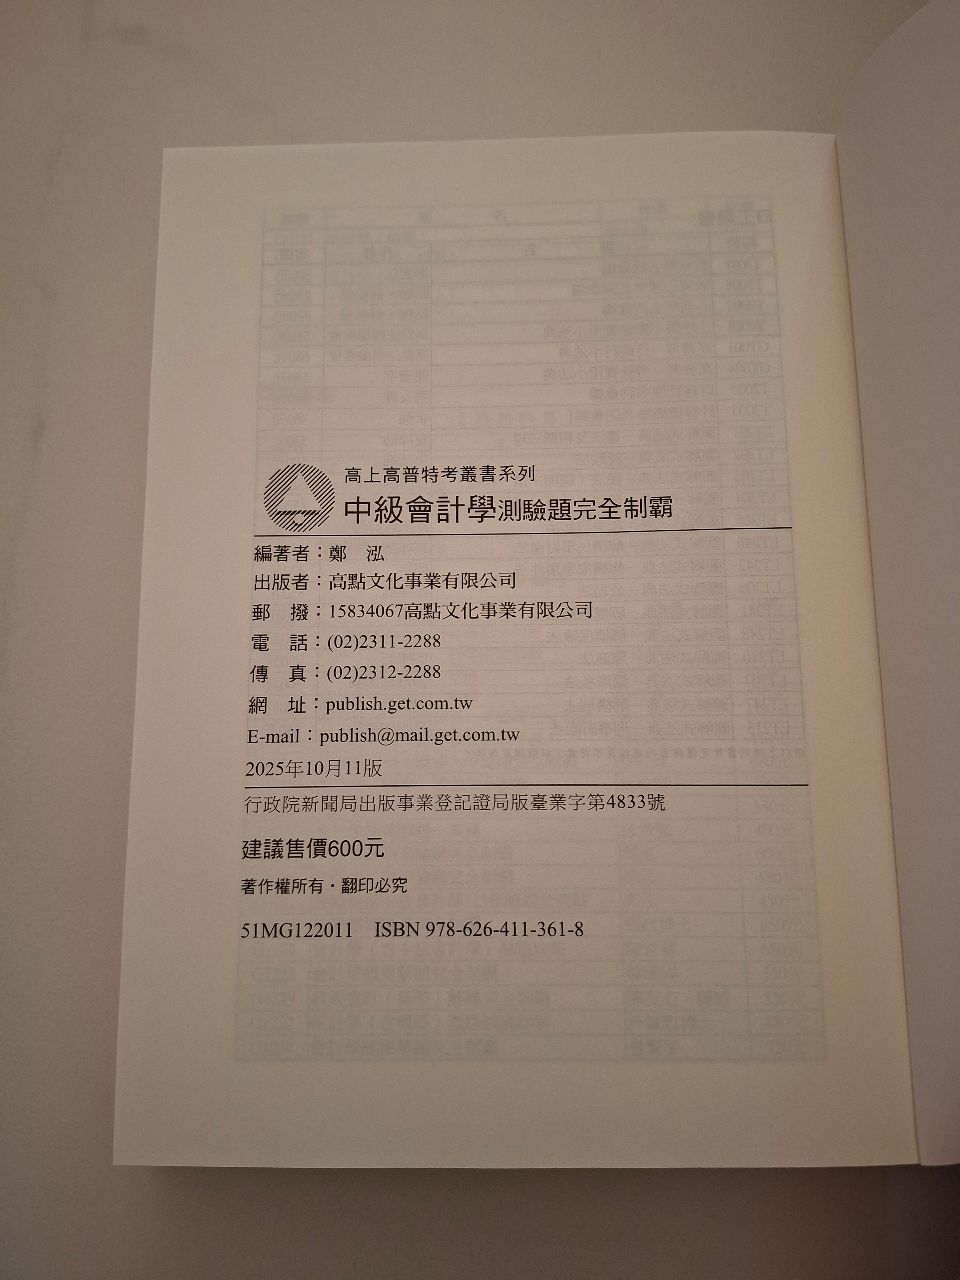 高上高普特考叢書系列
中級會計學測驗題完全制霸
編著者：鄭　泓
出版者：高點文化事業有限公司
郵　撥：15834067高點文化事業有限公司
電　話：(02)2311-2288
傳　真：(02)2312-2288
網　址：publish.get.com.tw
E-mail：publish@mail.get.com.tw
2025年10月11版
行政院新聞局出版事業登記證局版臺業字第4833號
建議售價600元
著作權所有‧翻印必究
51MG122011　ISBN 978-626-411-361-8